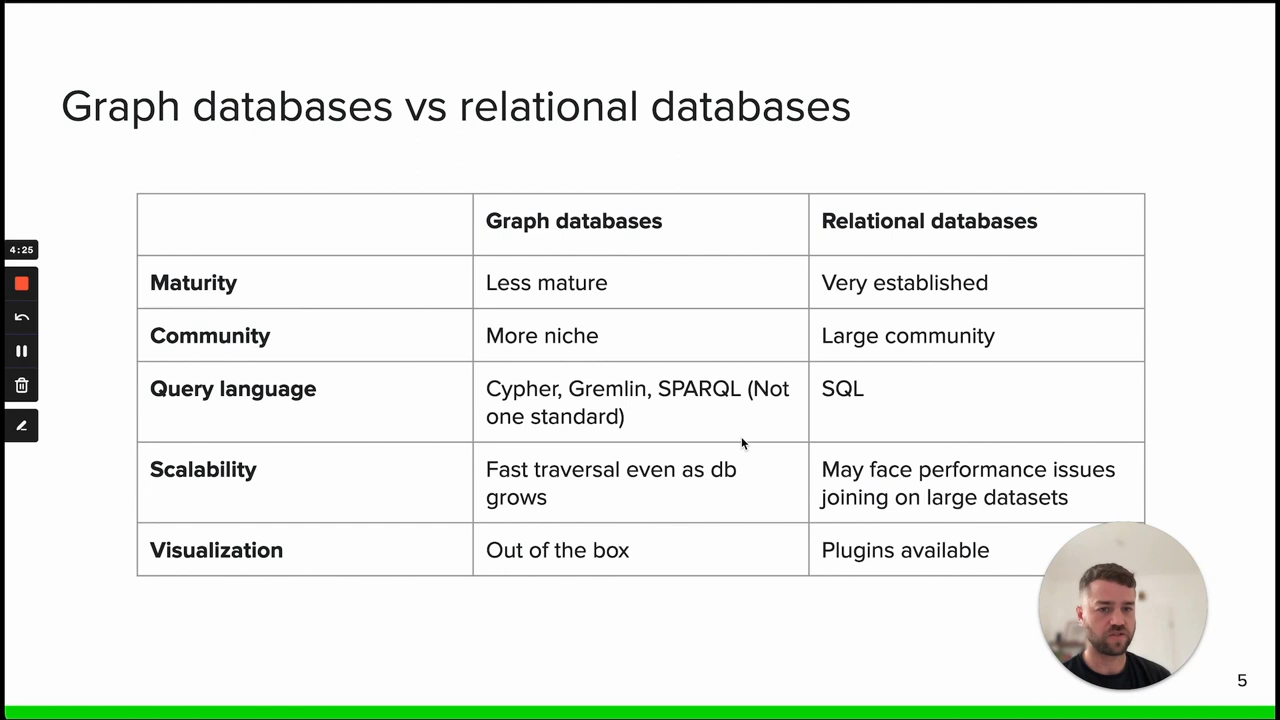 Graph databases vs relational databases
Graph databases
Relational databases
Maturity
Less mature
Very established
Community
More niche
Large community
Query language
Cypher, Gremlin, SPARQL (Not
one standard)
SQL
Scalability
Fast traversal even as db
grows
May face performance issues
joining on large datasets
Visualization
Out of the box
Plugins available
4:25
5